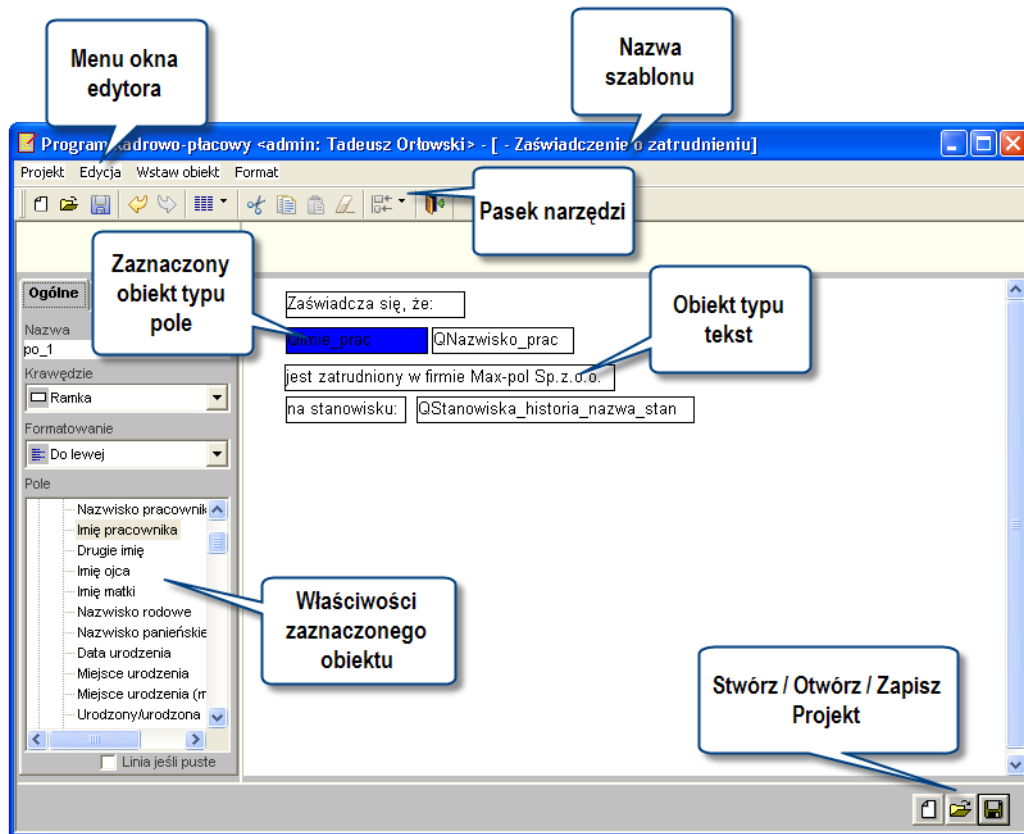 Menu okna
edytora
Nazwa
szablonu
Program kadrowo-płacowy <admin: Tadeusz Orłowski> - [ - Zaświadczenie o zatrudnieniu]
Projekt Edycja Wstaw obiekt Format
Pasek narzędzi
Zaznaczony
obiekt typu
pole
Obiekt typu
tekst
Ogólne
Nazwa
po_1
Krawędzie
Ramka
Formatowanie
Do lewej
Pole
Nazwisko pracownik
Imię pracownika
Drugie imię
Imię ojca
Imię matki
Nazwisko rodowe
Nazwisko panieńskie
Data urodzenia
Miejsce urodzenia
Miejsce urodzenia (m
Urodzony/urodzona
Linia jeśli puste
Zaświadcza się, że:
QImie_prac QNazwisko_prac
jest zatrudniony w firmie Max-pol Sp.z.o.o.
na stanowisku: QStanowiska_historia_nazwa_stan
Właściwości
zaznaczonego
obiektu
Stwórz / Otwórz / Zapisz
Projekt